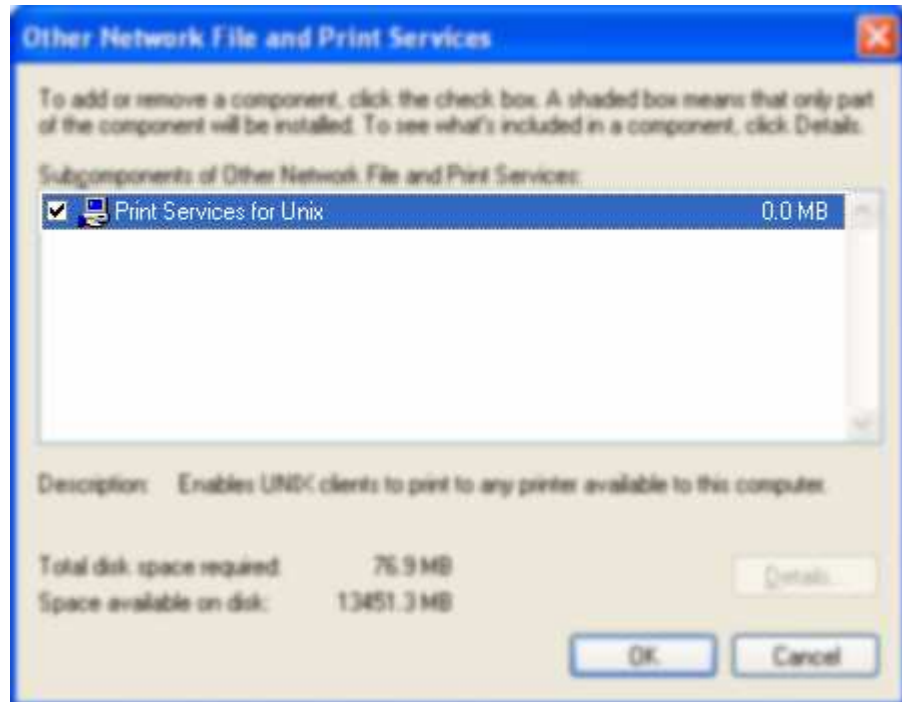 Other Network File and Print Services
To add or remove a component, click the check box. A shaded box means that only part
of the component will be installed. To see what's included in a component, click Details.
Subcomponents of Other Network File and Print Services:
Print Services for Unix 0.0 MB
Description: Enables UNIX clients to print to any printer available to this computer.
Total disk space required: 76.9 MB
Details...
Space available on disk: 13451.3 MB
OK Cancel